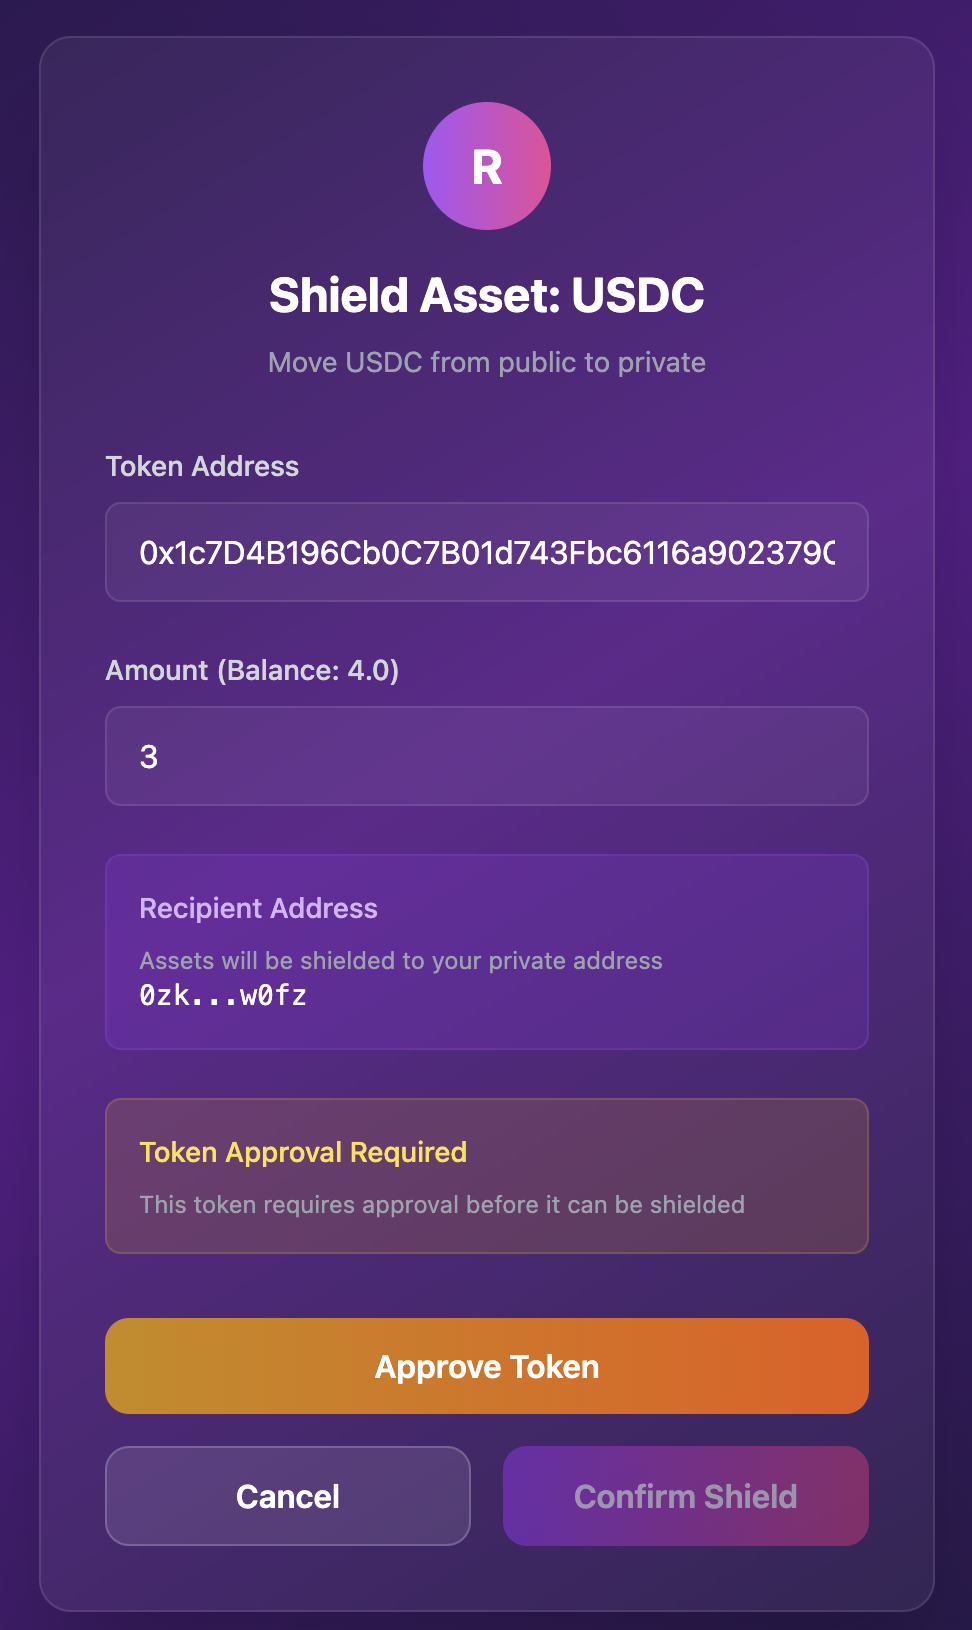 R
Shield Asset: USDC
Move USDC from public to private
Token Address
0x1c7D4B196Cb0C7B01d743Fbc6116a902379C
Amount (Balance: 4.0)
3
Recipient Address
Assets will be shielded to your private address
0zk...w0fz
Token Approval Required
This token requires approval before it can be shielded
Approve Token
Cancel
Confirm Shield